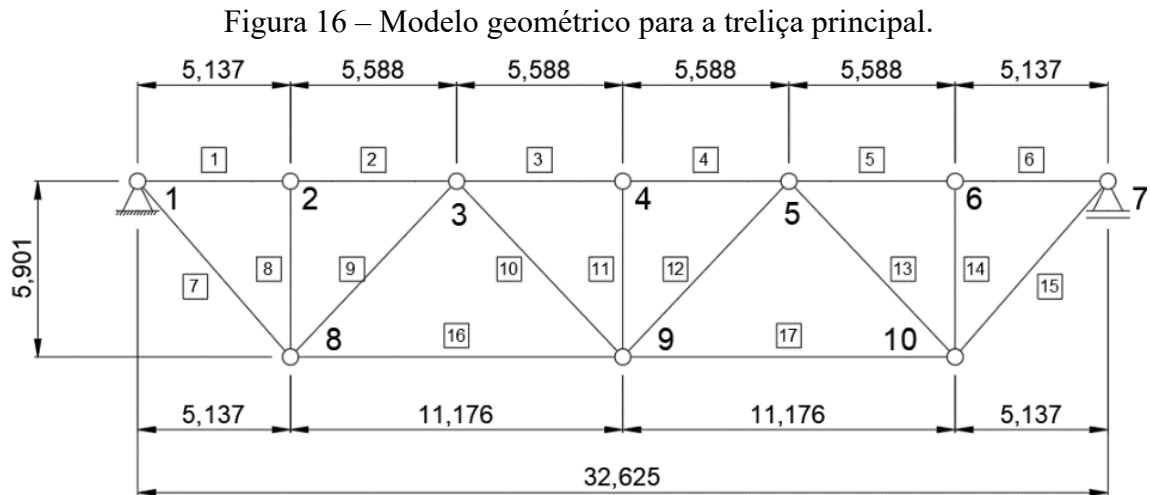 Figura 16 – Modelo geométrico para a treliça principal.
5,137 5,588 5,588 5,588 5,588 5,137
1 2 3 4 5 6
1 2 3 4 5 6 7
5,901
7 8 9 10 11 12 13 14 15
8 16 9 17 10
5,137 11,176 11,176 5,137
32,625